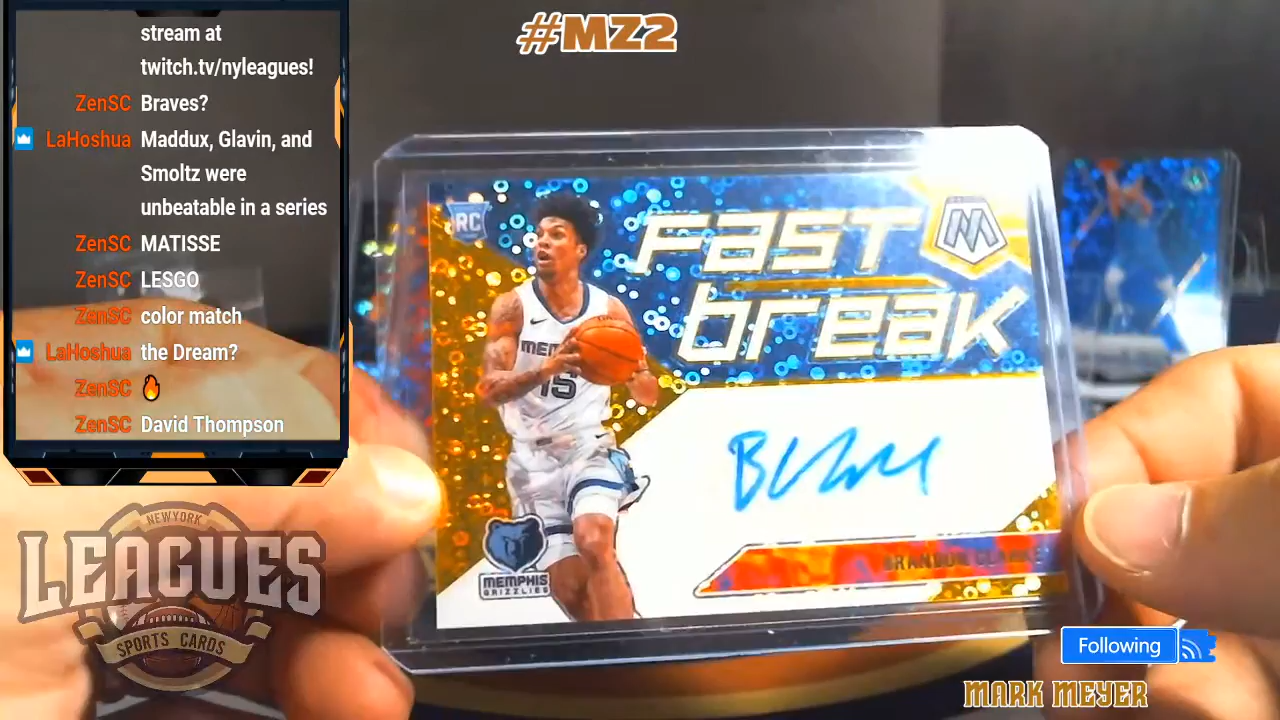 #MZ2
stream at
twitch.tv/nyleagues!
ZenSC Braves?
LaHoshua Maddux, Glavin, and
Smoltz were
unbeatable in a series
ZenSC MATISSE
ZenSC LESGO
ZenSC color match
LaHoshua the Dream?
ZenSC 🔥
ZenSC David Thompson
RC
Fast
break
M
MEM
15
MEMPHIS
GRIZZLIES
BRANDON CLARKE
NEWYORK
LEAGUES
SPORTS CARDS
Following
MARK MEYER